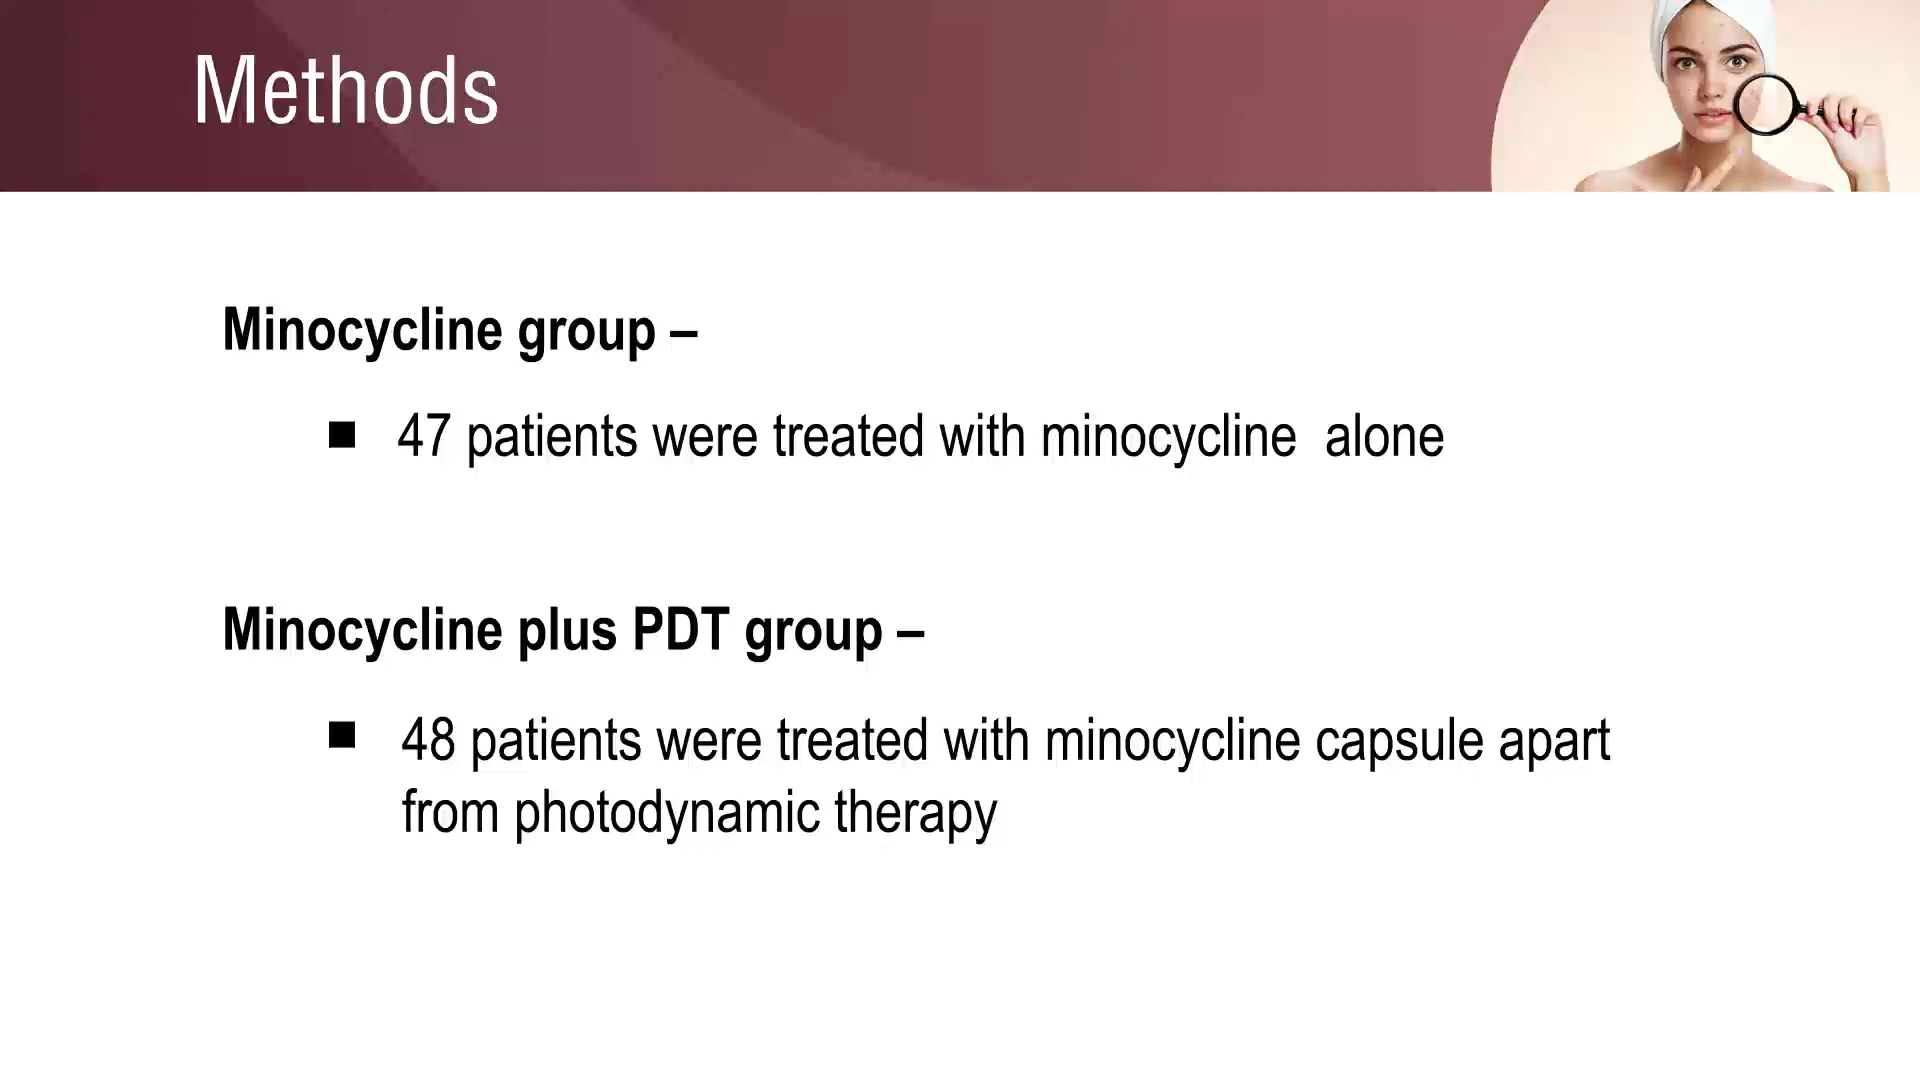 Methods
Minocycline group –
■ 47 patients were treated with minocycline  alone
Minocycline plus PDT group –
■ 48 patients were treated with minocycline capsule apart
from photodynamic therapy